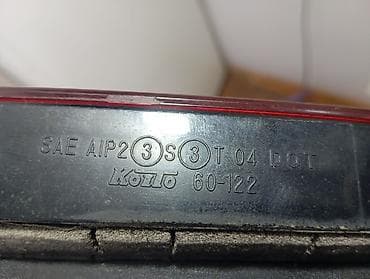 SAE AIP2 ③ S ③ T 04 DOT
KOITO 60-122